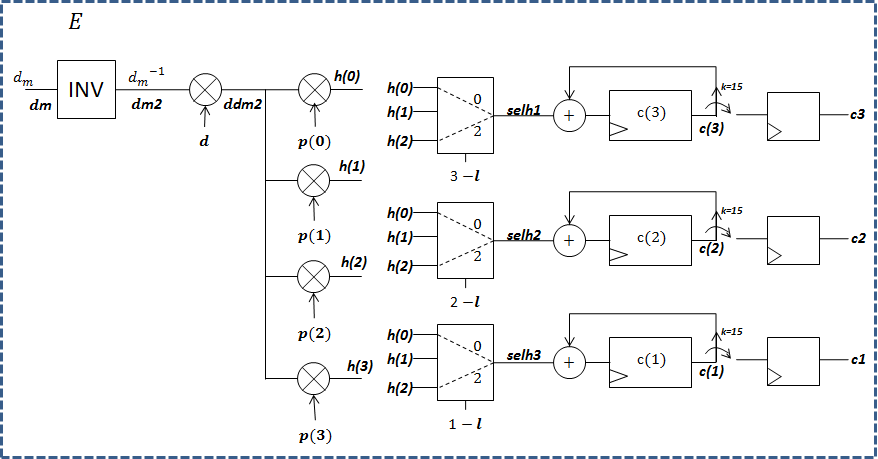 E
dₘ
INV
dₘ⁻¹
dm
dm2
d
ddm2
h(0)
p(0)
h(1)
p(1)
h(2)
p(2)
h(3)
p(3)
h(0)
h(1)
h(2)
0
2
3 − l
selh1
+
c(3)
k=15
c(3)
c3
h(0)
h(1)
h(2)
0
2
2 − l
selh2
+
c(2)
k=15
c(2)
c2
h(0)
h(1)
h(2)
0
2
1 − l
selh3
+
c(1)
k=15
c(1)
c1